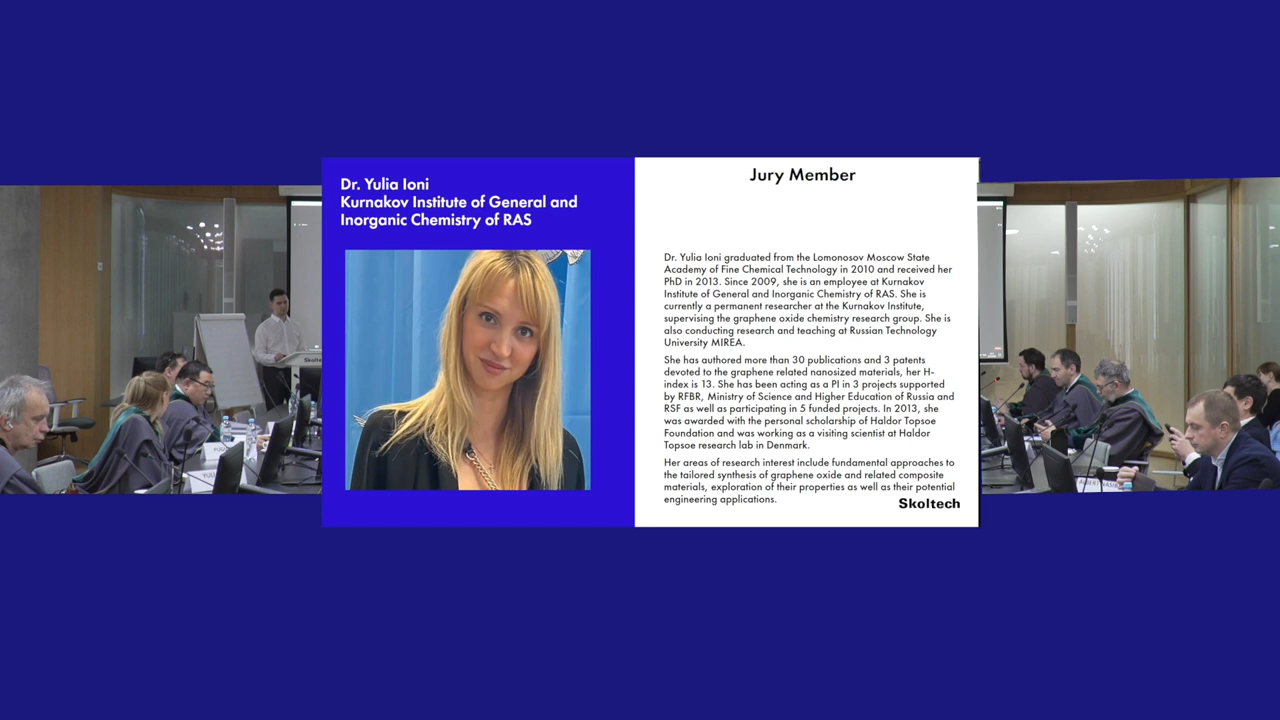 Dr. Yulia Ioni
Kurnakov Institute of General and
Inorganic Chemistry of RAS
Jury Member
Dr. Yulia Ioni graduated from the Lomonosov Moscow State
Academy of Fine Chemical Technology in 2010 and received her
PhD in 2013. Since 2009, she is an employee at Kurnakov
Institute of General and Inorganic Chemistry of RAS. She is
currently a permanent researcher at the Kurnakov Institute,
supervising the graphene oxide chemistry research group. She is
also conducting research and teaching at Russian Technology
University MIREA.
She has authored more than 30 publications and 3 patents
devoted to the graphene related nanosized materials, her H-
index is 13. She has been acting as a PI in 3 projects supported
by RFBR, Ministry of Science and Higher Education of Russia and
RSF as well as participating in 5 funded projects. In 2013, she
was awarded with the personal scholarship of Haldor Topsoe
Foundation and was working as a visiting scientist at Haldor
Topsoe research lab in Denmark.
Her areas of research interest include fundamental approaches to
the tailored synthesis of graphene oxide and related composite
materials, exploration of their properties as well as their potential
engineering applications.
Skoltech
Skoltech